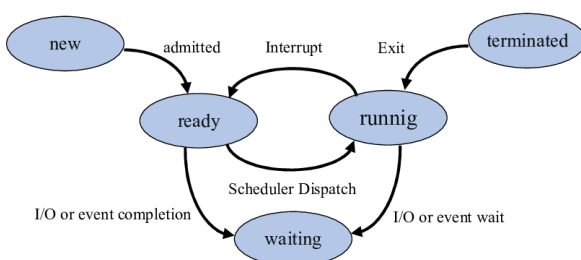 new
admitted
Interrupt
Exit
terminated
ready
runnig
Scheduler Dispatch
I/O or event completion
I/O or event wait
waiting